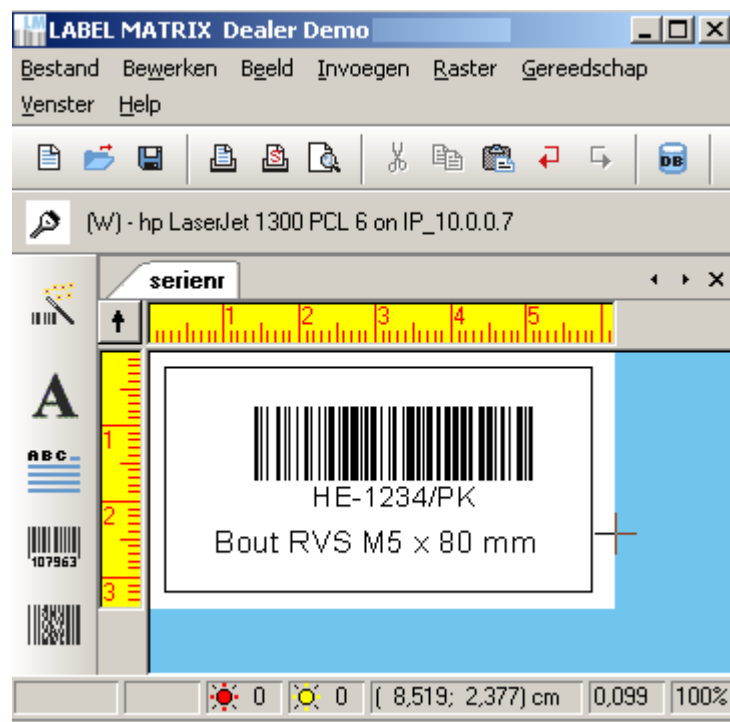 LABEL MATRIX Dealer Demo
Bestand Bewerken Beeld Invoegen Raster Gereedschap
Venster Help
DB
(W) - hp LaserJet 1300 PCL 6 on IP_10.0.0.7
serienr
1 2 3 4 5
A
ABC
107963
1
2
3
HE-1234/PK
Bout RVS M5 x 80 mm
0 0 ( 8,519; 2,377) cm 0,099 100%